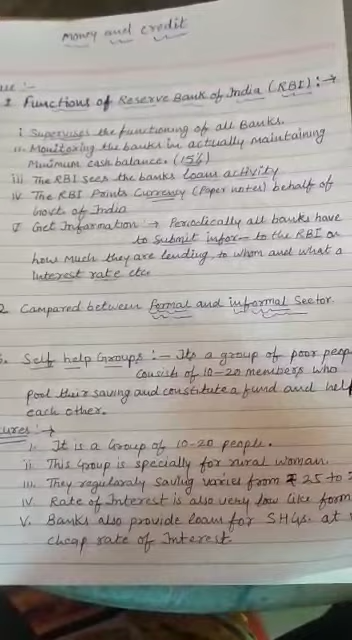 Money and credit
1. Functions of Reserve Bank of India (RBI) :→
i Supervises the functioning of all Banks.
ii. Monitoring the banks in actually maintaining
Minimum cash balance. (15%)
iii The RBI sees the banks loans activity.
iv The RBI Prints Currency (Paper notes) behalf of
Govt. of India
v Get Information → Periodically all banks have
to submit infor- to the RBI on
how much they are lending, to whom and what
Interest rate etc.
2. Compared between formal and informal Sector.
Self help Groups :- Its a group of poor peop
consists of 10-20 members who
pool their saving and constitute a fund and help
each other.
ures :→
i. It is a Group of 10-20 people.
ii. This Group is specially for rural woman.
iii. They regularaly saving varies from ₹ 25 to
iv. Rate of Interest is also very low like form
v. Banks also provide loan for SHGs. at
cheap rate of Interest.